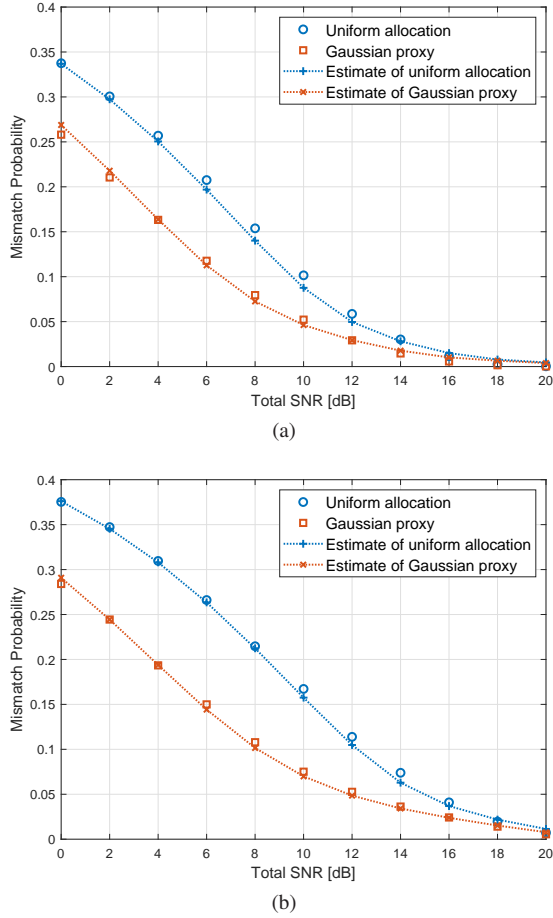 0.4
0.35
0.3
0.25
0.2
0.15
0.1
0.05
0
Mismatch Probability
Uniform allocation
Gaussian proxy
Estimate of uniform allocation
Estimate of Gaussian proxy
0 2 4 6 8 10 12 14 16 18 20
Total SNR [dB]
(a)
0.4
0.35
0.3
0.25
0.2
0.15
0.1
0.05
0
Mismatch Probability
Uniform allocation
Gaussian proxy
Estimate of uniform allocation
Estimate of Gaussian proxy
0 2 4 6 8 10 12 14 16 18 20
Total SNR [dB]
(b)